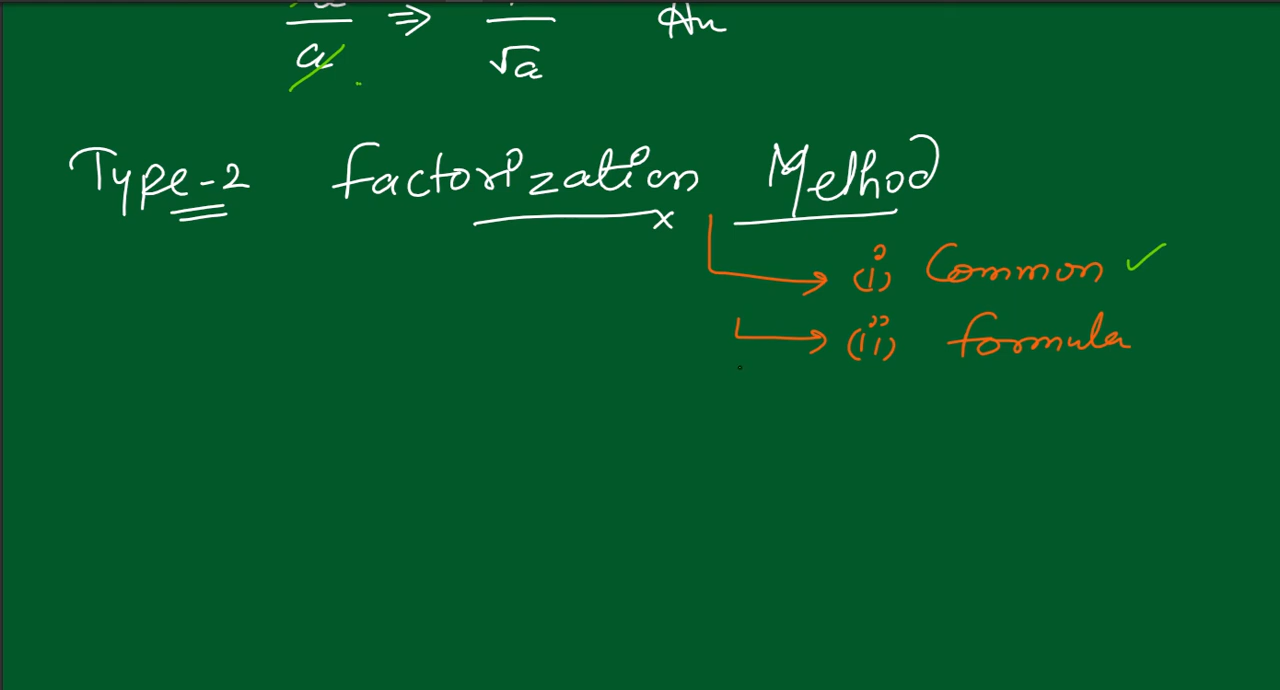 a ⇒ √a
Type-2 factorization Method
(i) Common ✓
(ii) formula